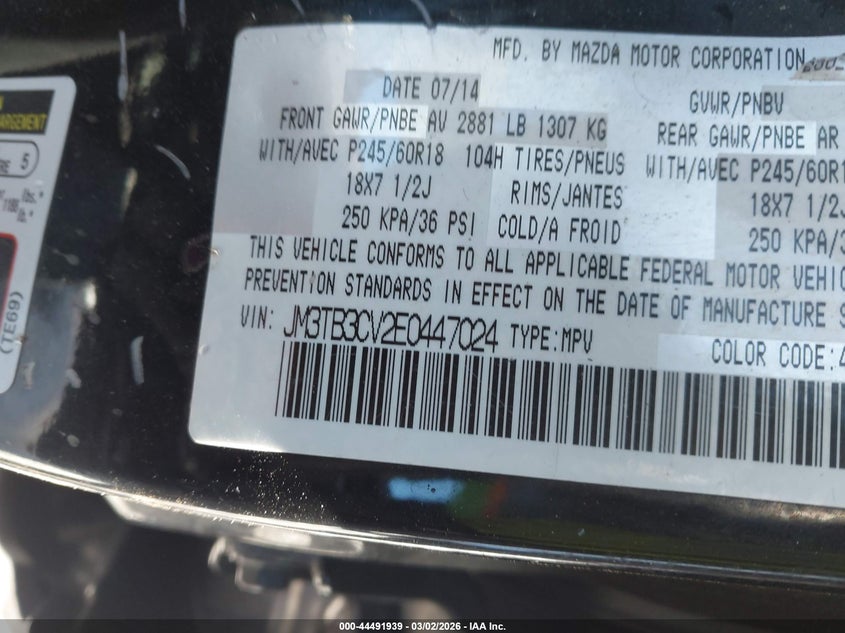 MFD. BY MAZDA MOTOR CORPORATION
DATE 07/14
GVWR/PNBV
FRONT GAWR/PNBE AV 2881 LB 1307 KG
REAR GAWR/PNBE AR
WITH/AVEC P245/60R18 104H TIRES/PNEUS WITH/AVEC P245/60R1
18X7 1/2J RIMS/JANTES 18X7 1/2J
250 KPA/36 PSI COLD/A FROID 250 KPA/3
THIS VEHICLE CONFORMS TO ALL APPLICABLE FEDERAL MOTOR VEHIC
PREVENTION STANDARDS IN EFFECT ON THE DATE OF MANUFACTURE S
VIN: JM3TB3CV2E0447024 TYPE:MPV COLOR CODE:4
ARGEMENT
5
lbs.*
lb.*
(TE69)
000-44491939 — 03/02/2026 — IAA Inc.